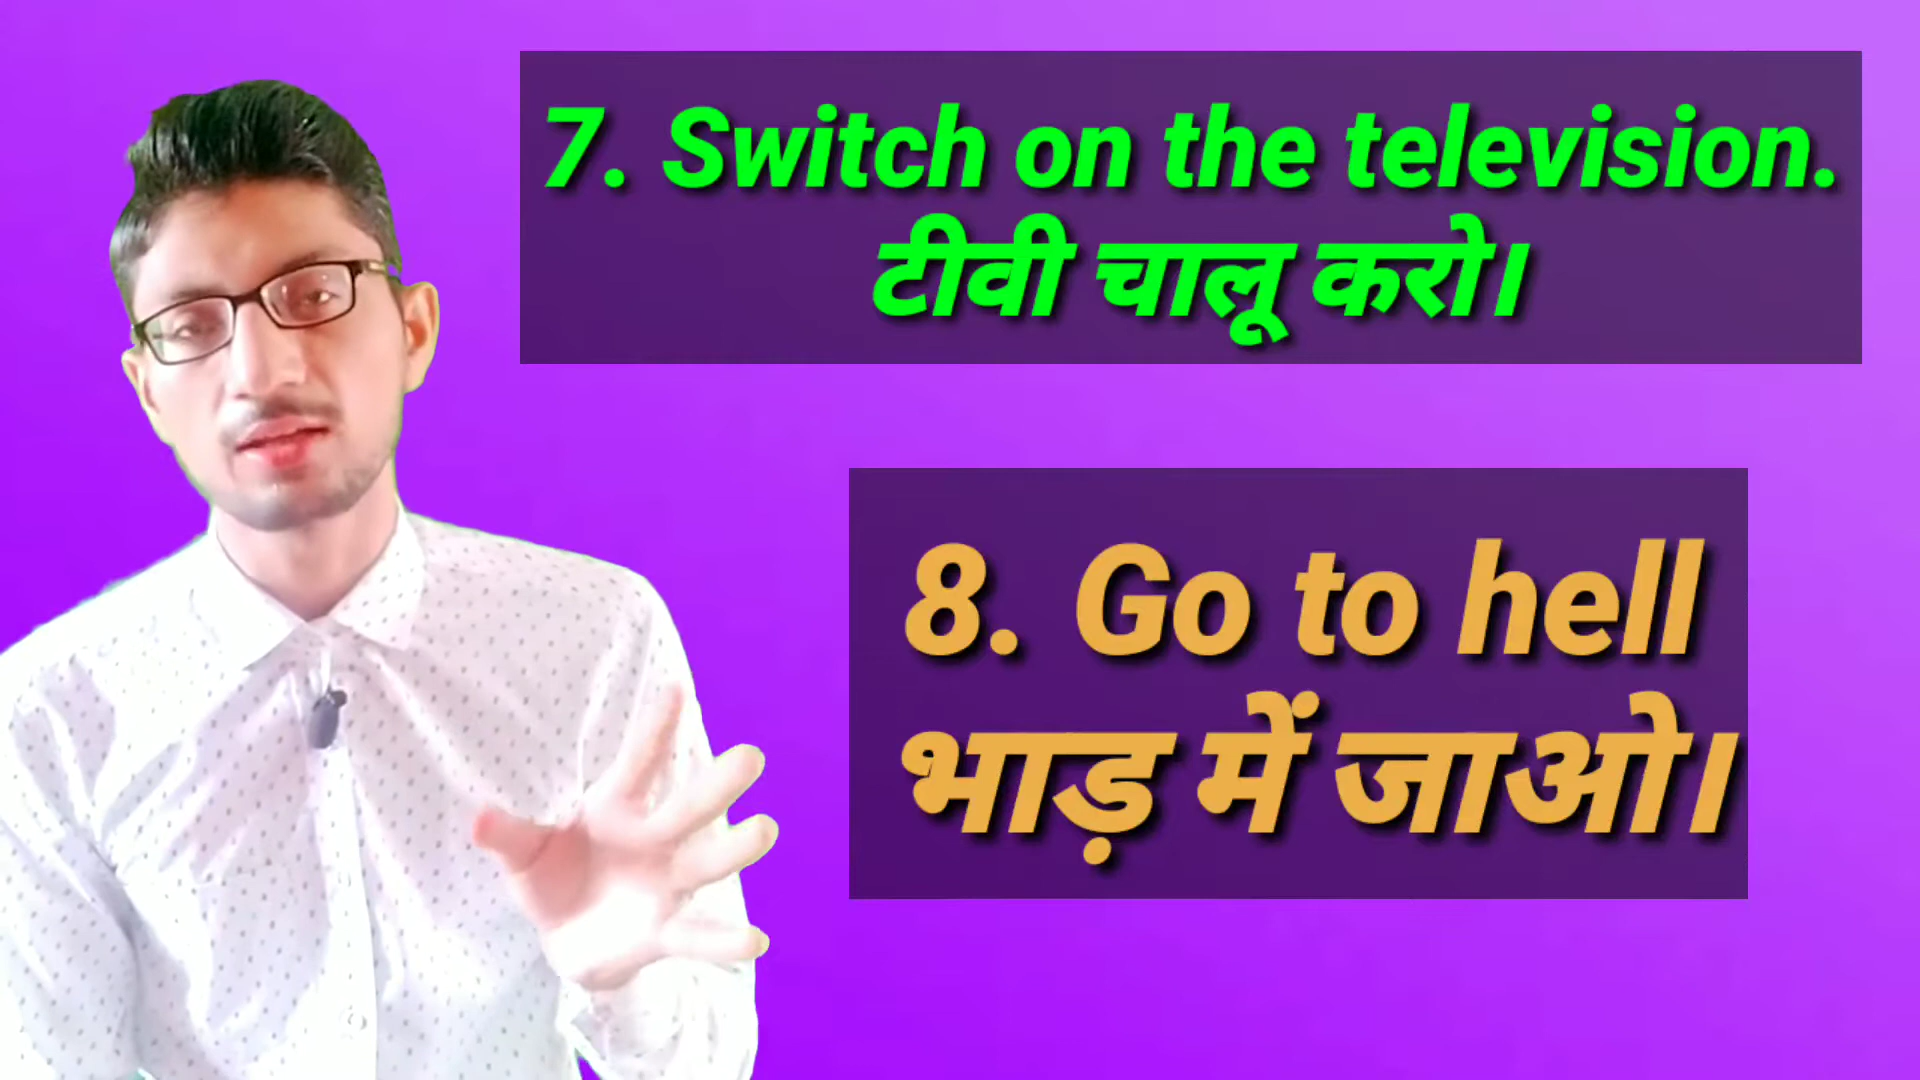 7. Switch on the television.
टीवी चालू करो।
8. Go to hell
भाड़ में जाओ।